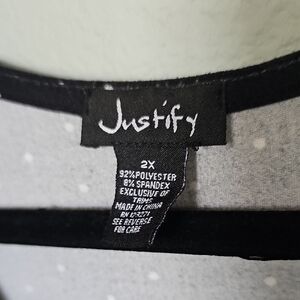 Justify
2X
92%POLYESTER
8% SPANDEX
EXCLUSIVE OF
TRIMS
MADE IN CHINA
RN
SEE REVERSE
FOR CARE